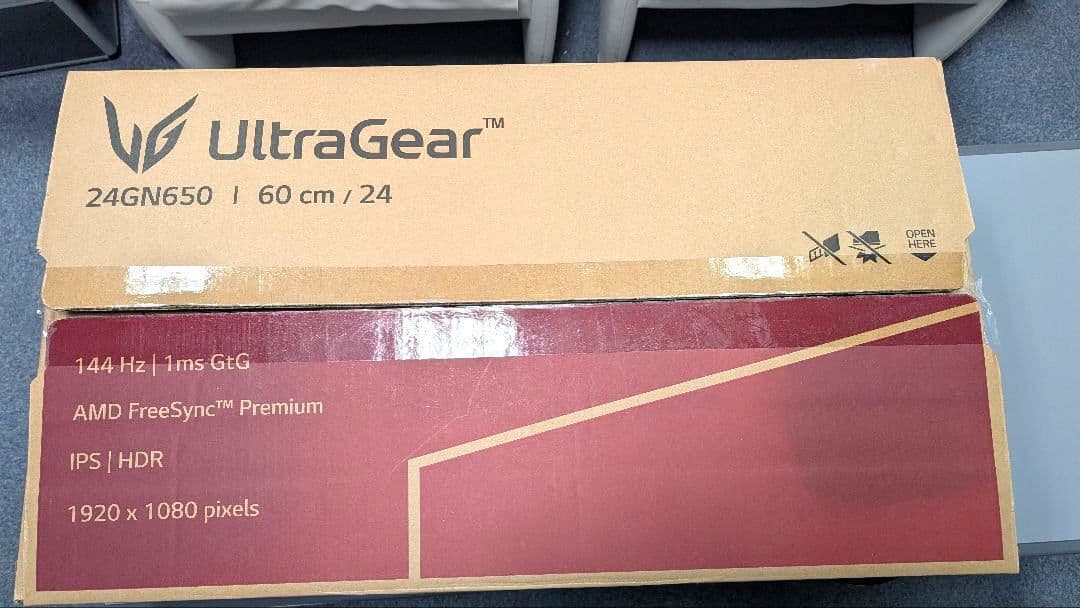 UltraGear™
24GN650 | 60 cm / 24
OPEN
HERE
144 Hz | 1ms GtG
AMD FreeSync™ Premium
IPS | HDR
1920 x 1080 pixels